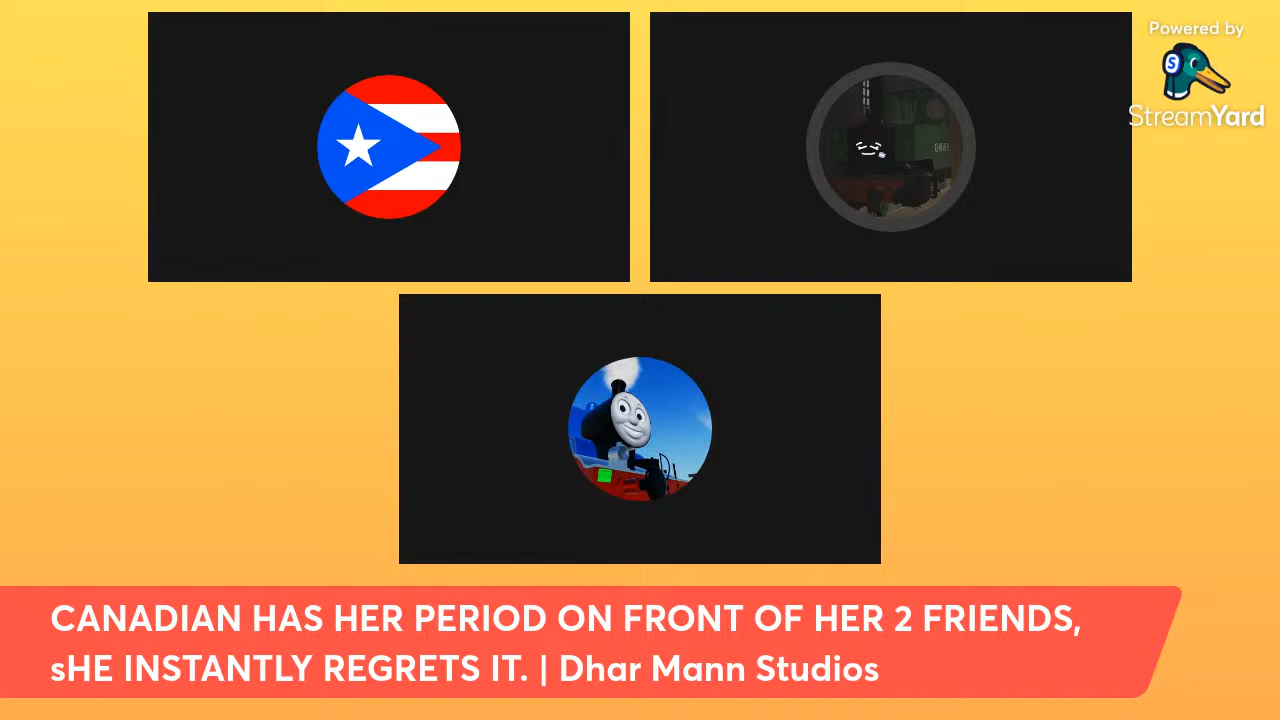 Powered by
S
StreamYard
CANADIAN HAS HER PERIOD ON FRONT OF HER 2 FRIENDS,
sHE INSTANTLY REGRETS IT. | Dhar Mann Studios